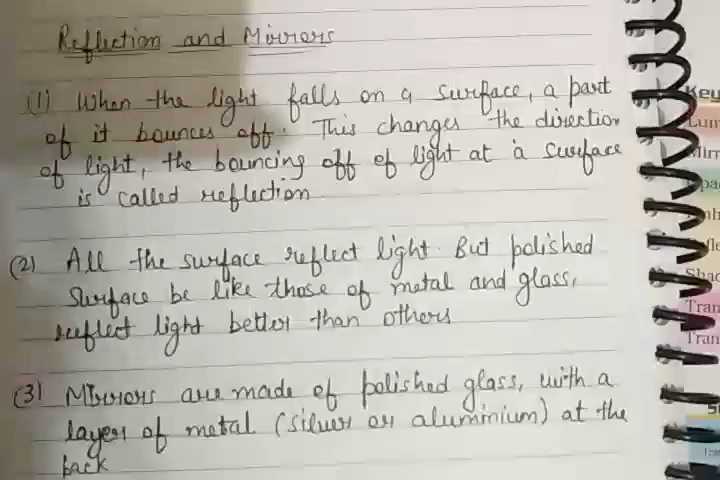 Reflection and Mirrors
(1) When the light falls on a surface, a part
of it bounces off. This changes the direction
of light, the bouncing off of light at a surface
is called reflection
(2) All the surface reflect light. But polished
Surface be like those of metal and glass,
reflect light better than others
(3) Mirrors are made of polished glass, with a
layer of metal (silver or aluminium) at the
back
Tran
Tran